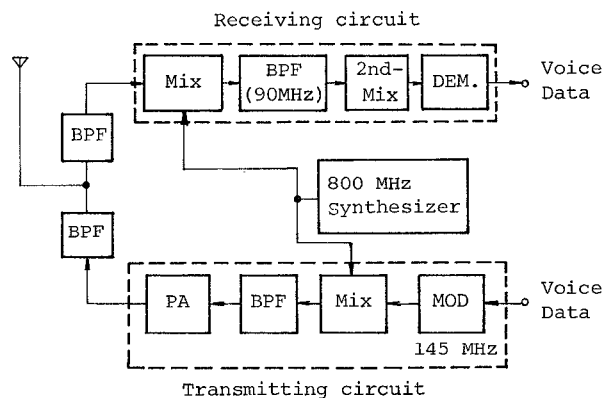 Receiving circuit
Mix
BPF
(90MHz)
2nd-
Mix
DEM.
Voice
Data
BPF
800 MHz
Synthesizer
BPF
PA
BPF
Mix
MOD
Voice
Data
145 MHz
Transmitting circuit